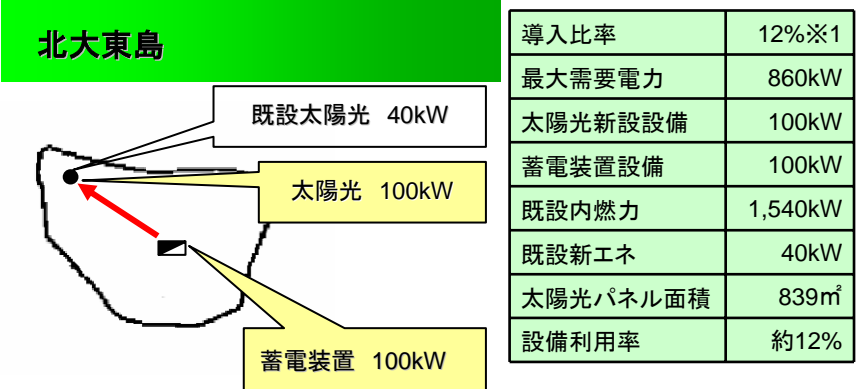 北大東島
既設太陽光 40kW
太陽光 100kW
蓄電装置 100kW
導入比率 12%※1
最大需要電力 860kW
太陽光新設設備 100kW
蓄電装置設備 100kW
既設内燃力 1,540kW
既設新エネ 40kW
太陽光パネル面積 839㎡
設備利用率 約12%